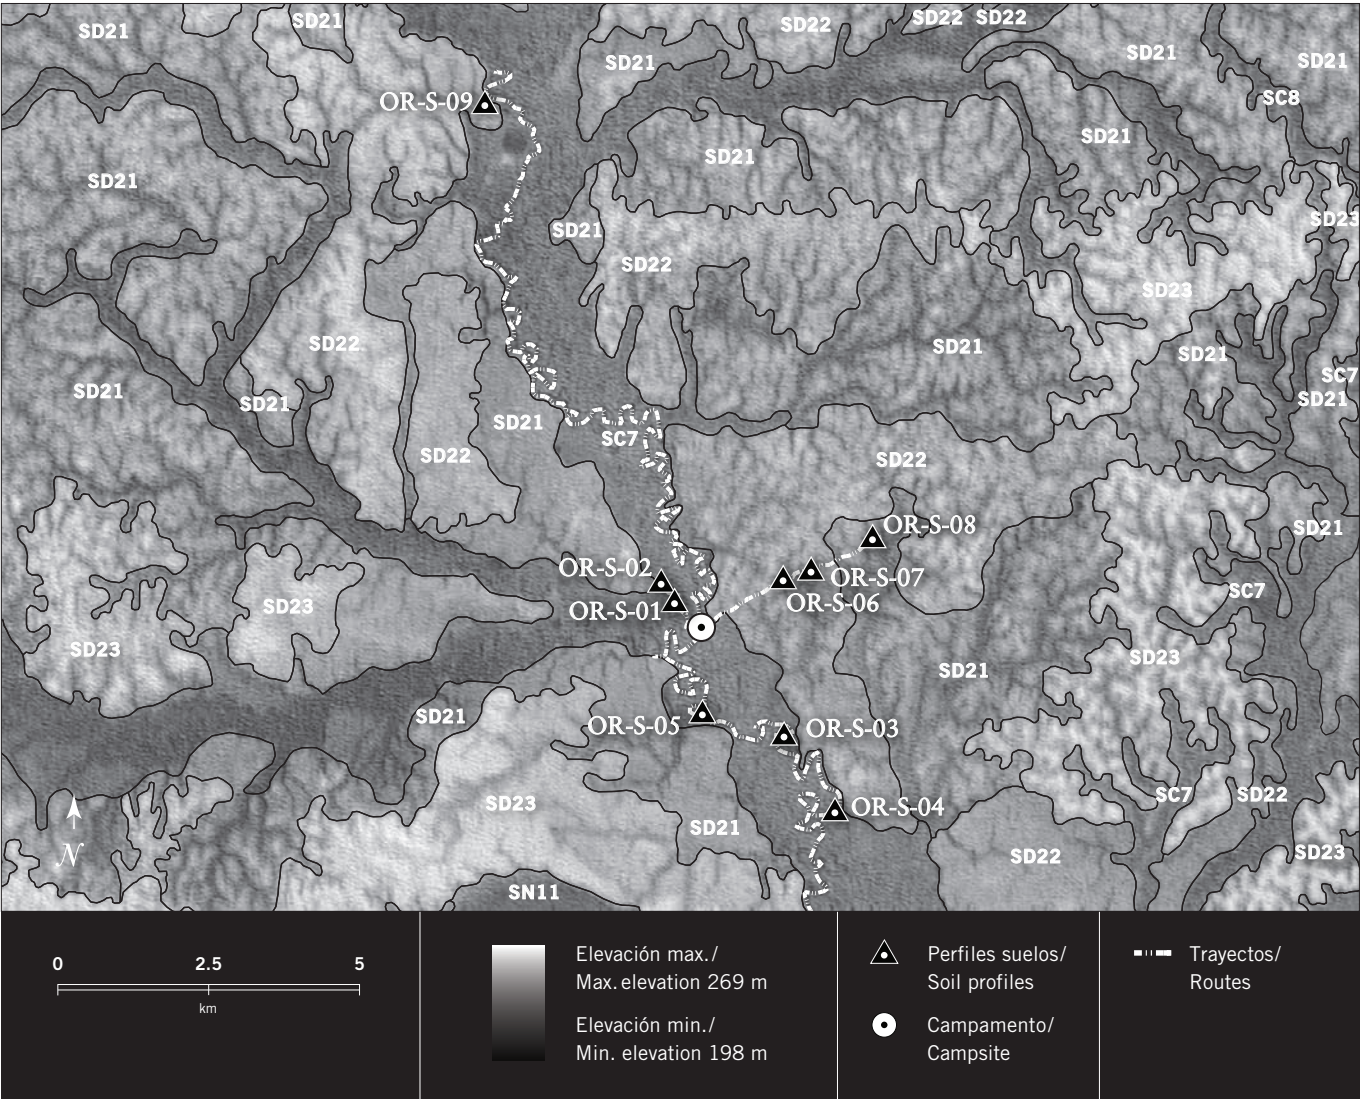 SD21
SD21
SD22
SD22
SD22
SD21
SD21
SD21
SC8
OR-S-09
SD21
SD21
SD21
SD23
SD21
SD22
SD23
SD22
SD21
SD21
SC7
SD21
SD21
SD21
SD21
SC7
SD22
SD22
OR-S-08
SD21
OR-S-02
OR-S-07
SC7
OR-S-06
SD23
OR-S-01
SD23
SD23
SD21
SD21
OR-S-05
OR-S-03
SC7
SD22
SD23
OR-S-04
SD21
N
SD22
SD23
SN11
0
2.5
5
km
Elevación max./
Max. elevation 269 m
Elevación min./
Min. elevation 198 m
Perfiles suelos/
Soil profiles
Campamento/
Campsite
Trayectos/
Routes